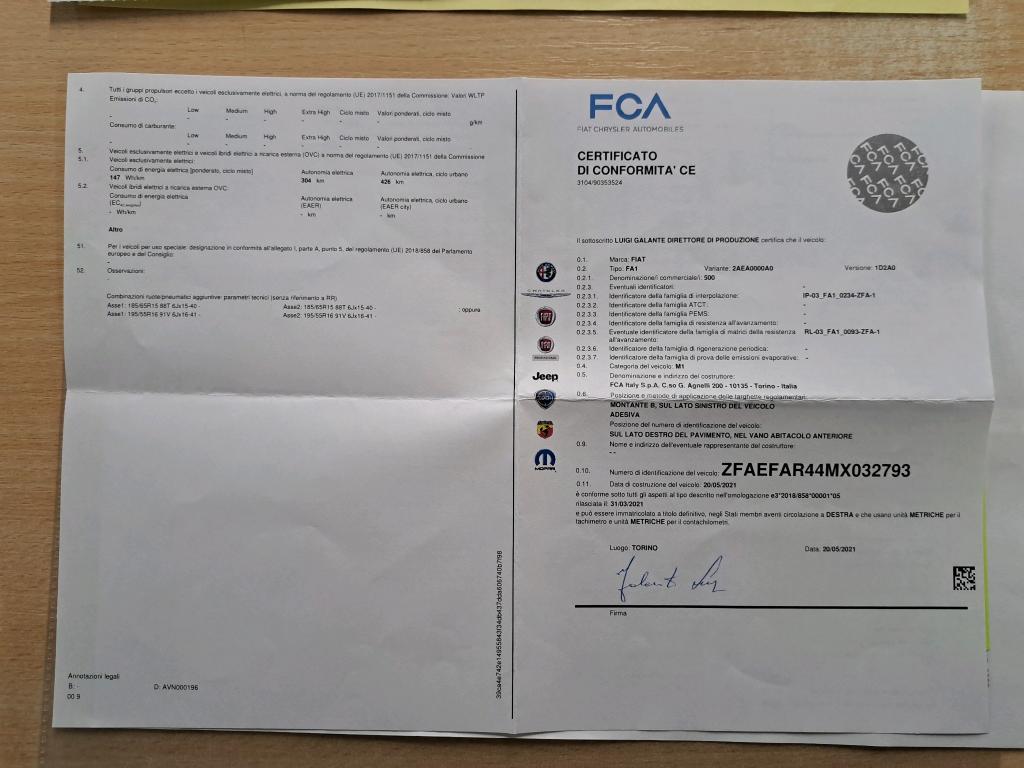 4. Tutti i gruppi propulsori eccetto i veicoli esclusivamente elettrici, a norma del regolamento (UE) 2017/1151 della Commissione: Valori WLTP
Emissioni di CO2:
Low Medium High Extra High Ciclo misto Valori ponderati, ciclo misto
- - - - - - g/km
Consumo di carburante:
Low Medium High Extra High Ciclo misto Valori ponderati, ciclo misto
- - - - - -
5. Veicoli esclusivamente elettrici e veicoli ibridi elettrici a ricarica esterna (OVC) a norma del regolamento (UE) 2017/1151 della Commissione
5.1. Veicoli esclusivamente elettrici:
Consumo di energia elettrica [ponderato, ciclo misto] Autonomia elettrica Autonomia elettrica, ciclo urbano
147 Wh/km 304 km 426 km
5.2. Veicoli ibridi elettrici a ricarica esterna OVC:
Consumo di energia elettrica Autonomia elettrica Autonomia elettrica, ciclo urbano
(EAER) (EAER city)
- Wh/km - km - km
Altro
51. Per i veicoli per uso speciale: designazione in conformità all'allegato I, parte A, punto 5, del regolamento (UE) 2018/858 del Parlamento
europeo e del Consiglio:
-
52. Osservazioni:
-
Combinazioni ruote/pneumatici aggiuntive: parametri tecnici (senza riferimento a RR)
Asse1: 185/65R15 88T 6Jx15-40 - Asse2: 185/65R15 88T 6Jx15-40 - : oppure
Asse1: 195/55R16 91V 6Jx16-41 - Asse2: 195/55R16 91V 6Jx16-41 -
Annotazioni legali
B: - D: AVN000196
00 9
FCA
FIAT CHRYSLER AUTOMOBILES
CERTIFICATO
DI CONFORMITA' CE
3104/90353524
Il sottoscritto LUIGI GALANTE DIRETTORE DI PRODUZIONE certifica che il veicolo:
0.1. Marca: FIAT
0.2. Tipo: FA1 Variante: 2AEA0000A0 Versione: 1D2A0
0.2.1. Denominazione/i commerciale/i: 500
0.2.3. Eventuali identificatori: -
0.2.3.1. Identificatore della famiglia di interpolazione: IP-03_FA1_0234-ZFA-1
0.2.3.2. Identificatore della famiglia ATCT: -
0.2.3.3. Identificatore della famiglia PEMS: -
0.2.3.4. Identificatore della famiglia di resistenza all'avanzamento: -
0.2.3.5. Eventuale identificatore della famiglia di matrici della resistenza RL-03_FA1_0093-ZFA-1
all'avanzamento:
0.2.3.6. Identificatore della famiglia di rigenerazione periodica: -
0.2.3.7. Identificatore della famiglia di prova delle emissioni evaporative: -
0.4. Categoria del veicolo: M1
0.5. Denominazione e indirizzo del costruttore:
FCA Italy S.p.A. C.so G. Agnelli 200 - 10135 - Torino - Italia
0.6. Posizione e metodo di applicazione delle targhette regolamentari:
MONTANTE B, SUL LATO SINISTRO DEL VEICOLO
ADESIVA
Posizione del numero di identificazione del veicolo:
SUL LATO DESTRO DEL PAVIMENTO, NEL VANO ABITACOLO ANTERIORE
0.9. Nome e indirizzo dell'eventuale rappresentante del costruttore:
- -
0.10. Numero di identificazione del veicolo: ZFAEFAR44MX032793
0.11. Data di costruzione del veicolo: 20/05/2021
è conforme sotto tutti gli aspetti al tipo descritto nell'omologazione e3*2018/858*00001*05
rilasciata il: 31/03/2021
e può essere immatricolato a titolo definitivo, negli Stati membri aventi circolazione a DESTRA e che usano unità METRICHE per il
tachimetro e unità METRICHE per il contachilometri.
Luogo: TORINO Data: 20/05/2021
Firma
CHRYSLER
FIAT
Jeep
MOPAR